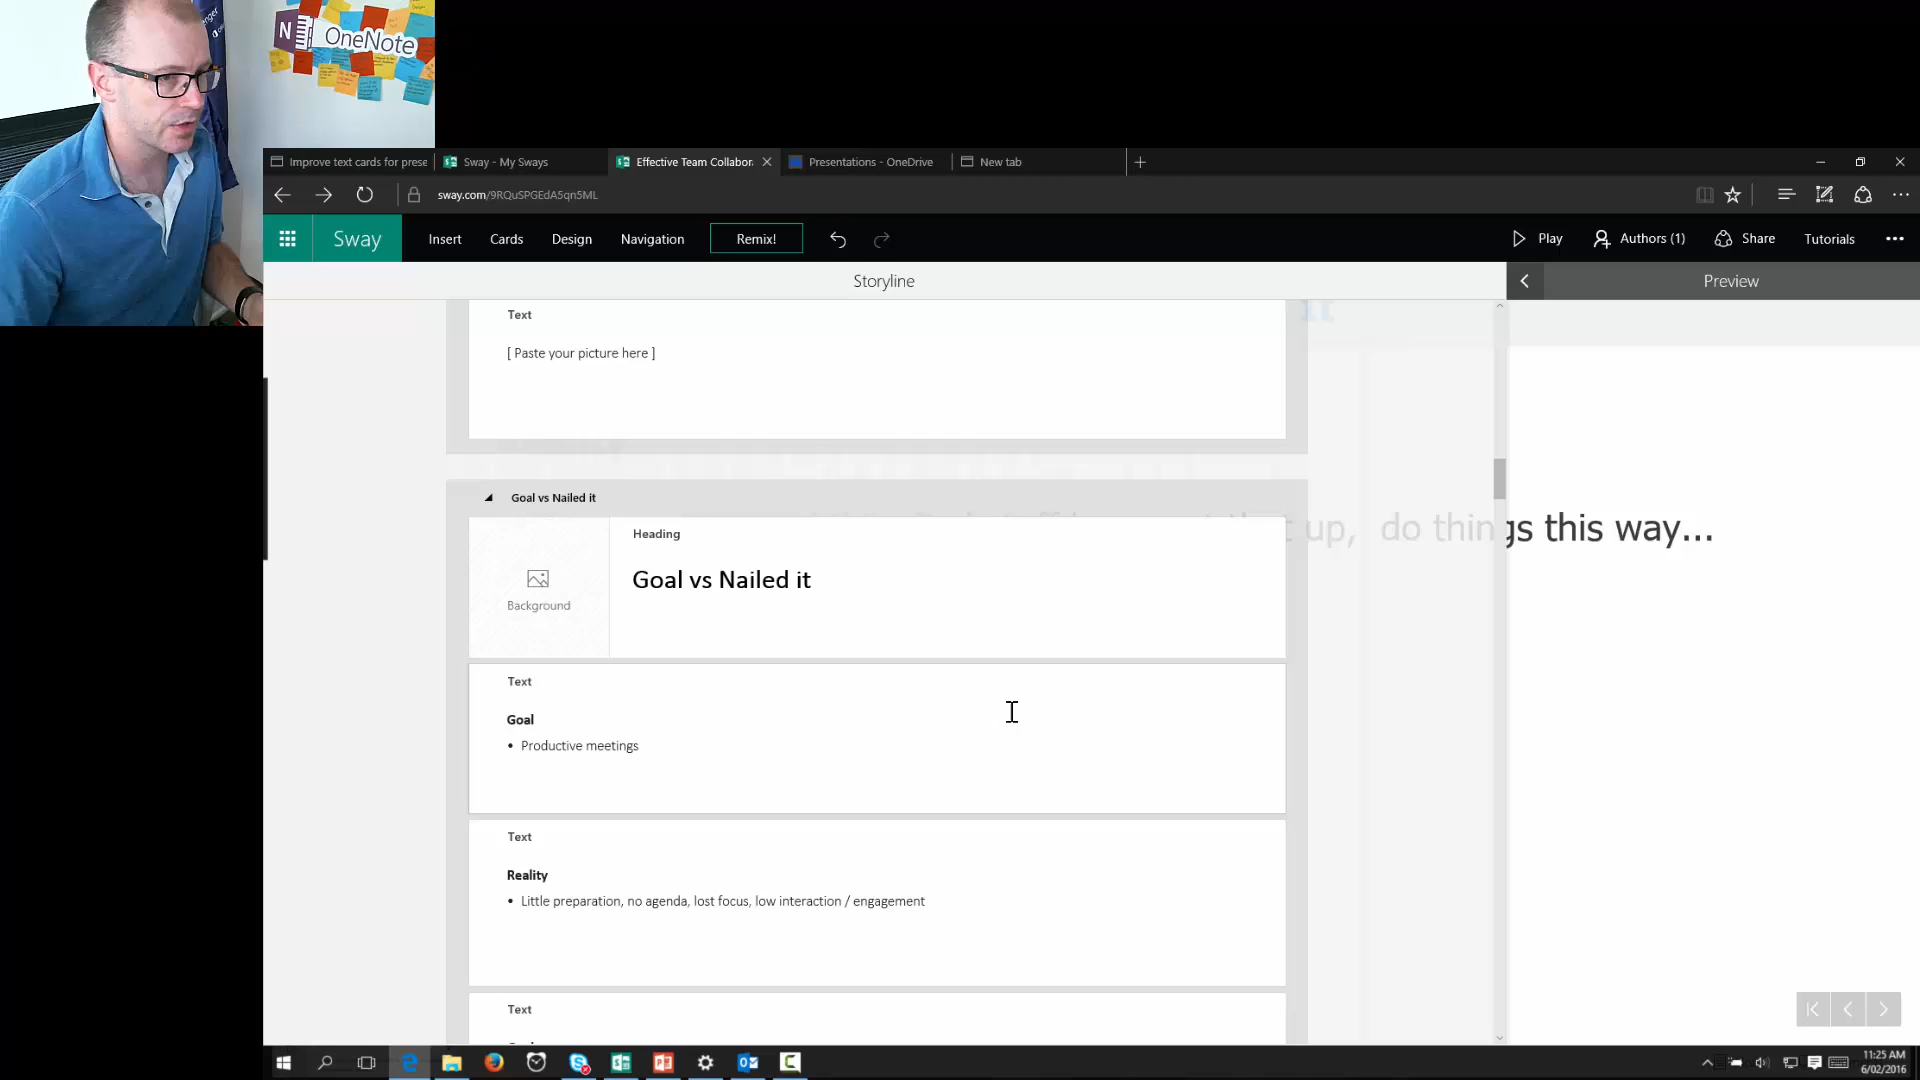 OneNote
Improve text cards for prese
Sway - My Sways
Effective Team Collabor
Presentations - OneDrive
New tab
sway.com/9RQuSPGEdA5qn5ML
Sway
Insert
Cards
Design
Navigation
Remix!
Play
Authors (1)
Share
Tutorials
Storyline
Preview
Text
[ Paste your picture here ]
Goal vs Nailed it
Heading
Goal vs Nailed it
Background
up, do things this way...
Text
Goal
• Productive meetings
Text
Reality
• Little preparation, no agenda, lost focus, low interaction / engagement
Text
11:25 AM
6/02/2016